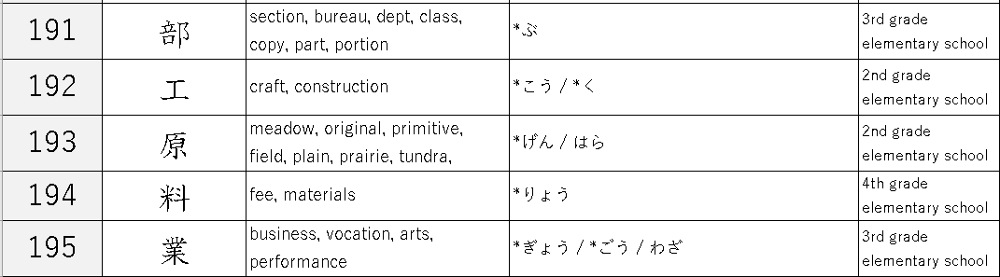 191 部 section, bureau, dept, class, copy, part, portion *ぶ 3rd grade elementary school
192 工 craft, construction *こう / *く 2nd grade elementary school
193 原 meadow, original, primitive, field, plain, prairie, tundra, *げん / はら 2nd grade elementary school
194 料 fee, materials *りょう 4th grade elementary school
195 業 business, vocation, arts, performance *ぎょう / *ごう / わざ 3rd grade elementary school